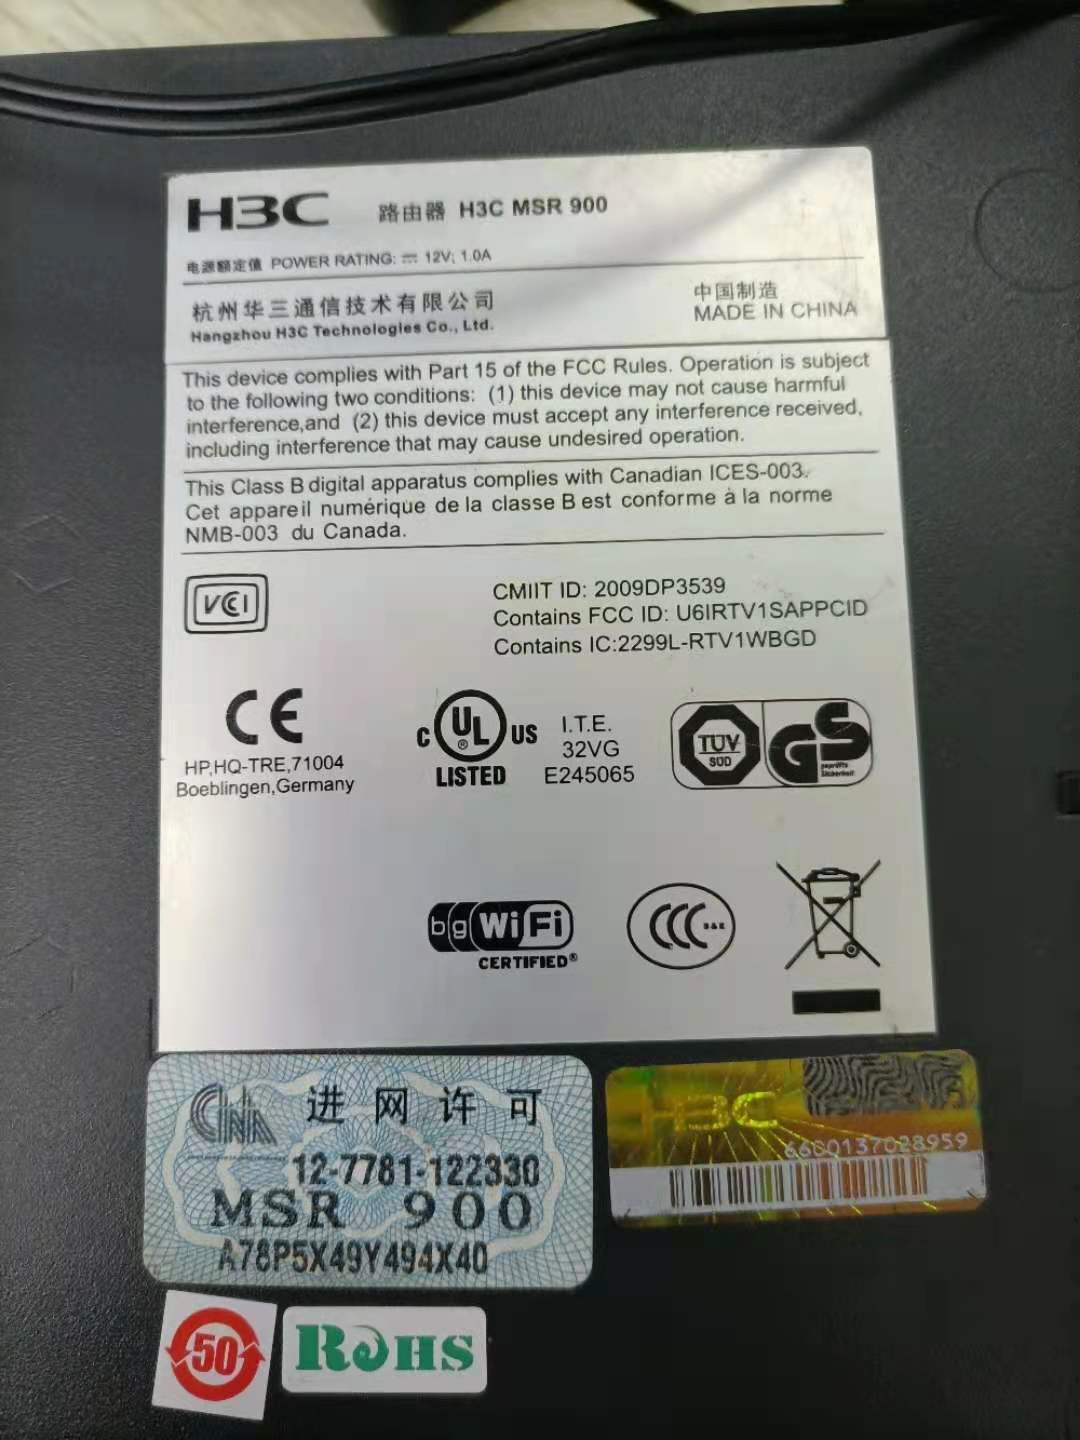 H3C 路由器 H3C MSR 900
电源额定值 POWER RATING: ⎓ 12V; 1.0A
杭州华三通信技术有限公司
Hangzhou H3C Technologies Co., Ltd.
中国制造
MADE IN CHINA
This device complies with Part 15 of the FCC Rules. Operation is subject
to the following two conditions: (1) this device may not cause harmful
interference,and (2) this device must accept any interference received,
including interference that may cause undesired operation.
This Class B digital apparatus complies with Canadian ICES-003.
Cet appareil numérique de la classe B est conforme à la norme
NMB-003 du Canada.
VCI
CMIIT ID: 2009DP3539
Contains FCC ID: U6IRTV1SAPPCID
Contains IC:2299L-RTV1WBGD
CE
HP,HQ-TRE,71004
Boeblingen,Germany
C UL® US
LISTED
I.T.E.
32VG
E245065
TÜV
SÜD
GS
geprüfte
Sicherheit
bg WiFi
CERTIFIED®
CCC S&E
CNA 进网许可
12-7781-122330
MSR 900
A78P5X49Y494X40
H3C
6600137028959
50
RoHS